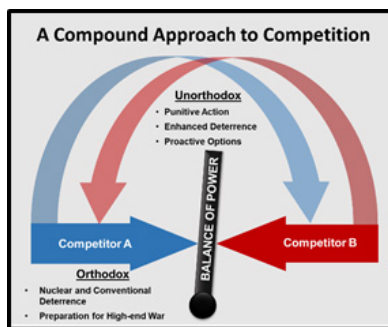 A Compound Approach to Competition
Unorthodox
• Punitive Action
• Enhanced Deterrence
• Proactive Options
BALANCE OF POWER
Competitor A
Competitor B
Orthodox
• Nuclear and Conventional
Deterrence
• Preparation for High-end War